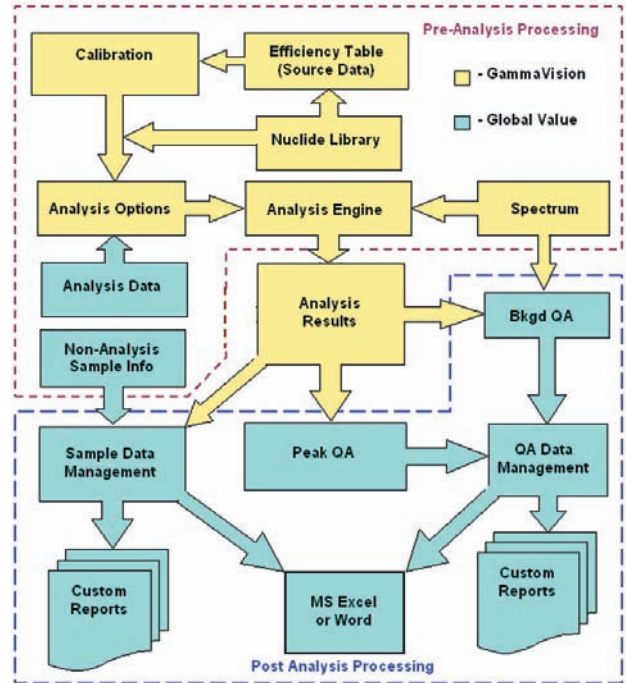 Pre-Analysis Processing
Calibration
Efficiency Table
(Source Data)
- GammaVision
- Global Value
Nuclide Library
Analysis Options
Analysis Engine
Spectrum
Analysis Data
Analysis
Results
Bkgd QA
Non-Analysis
Sample Info
Sample Data
Management
Peak QA
QA Data
Management
Custom
Reports
MS Excel
or Word
Custom
Reports
Post Analysis Processing